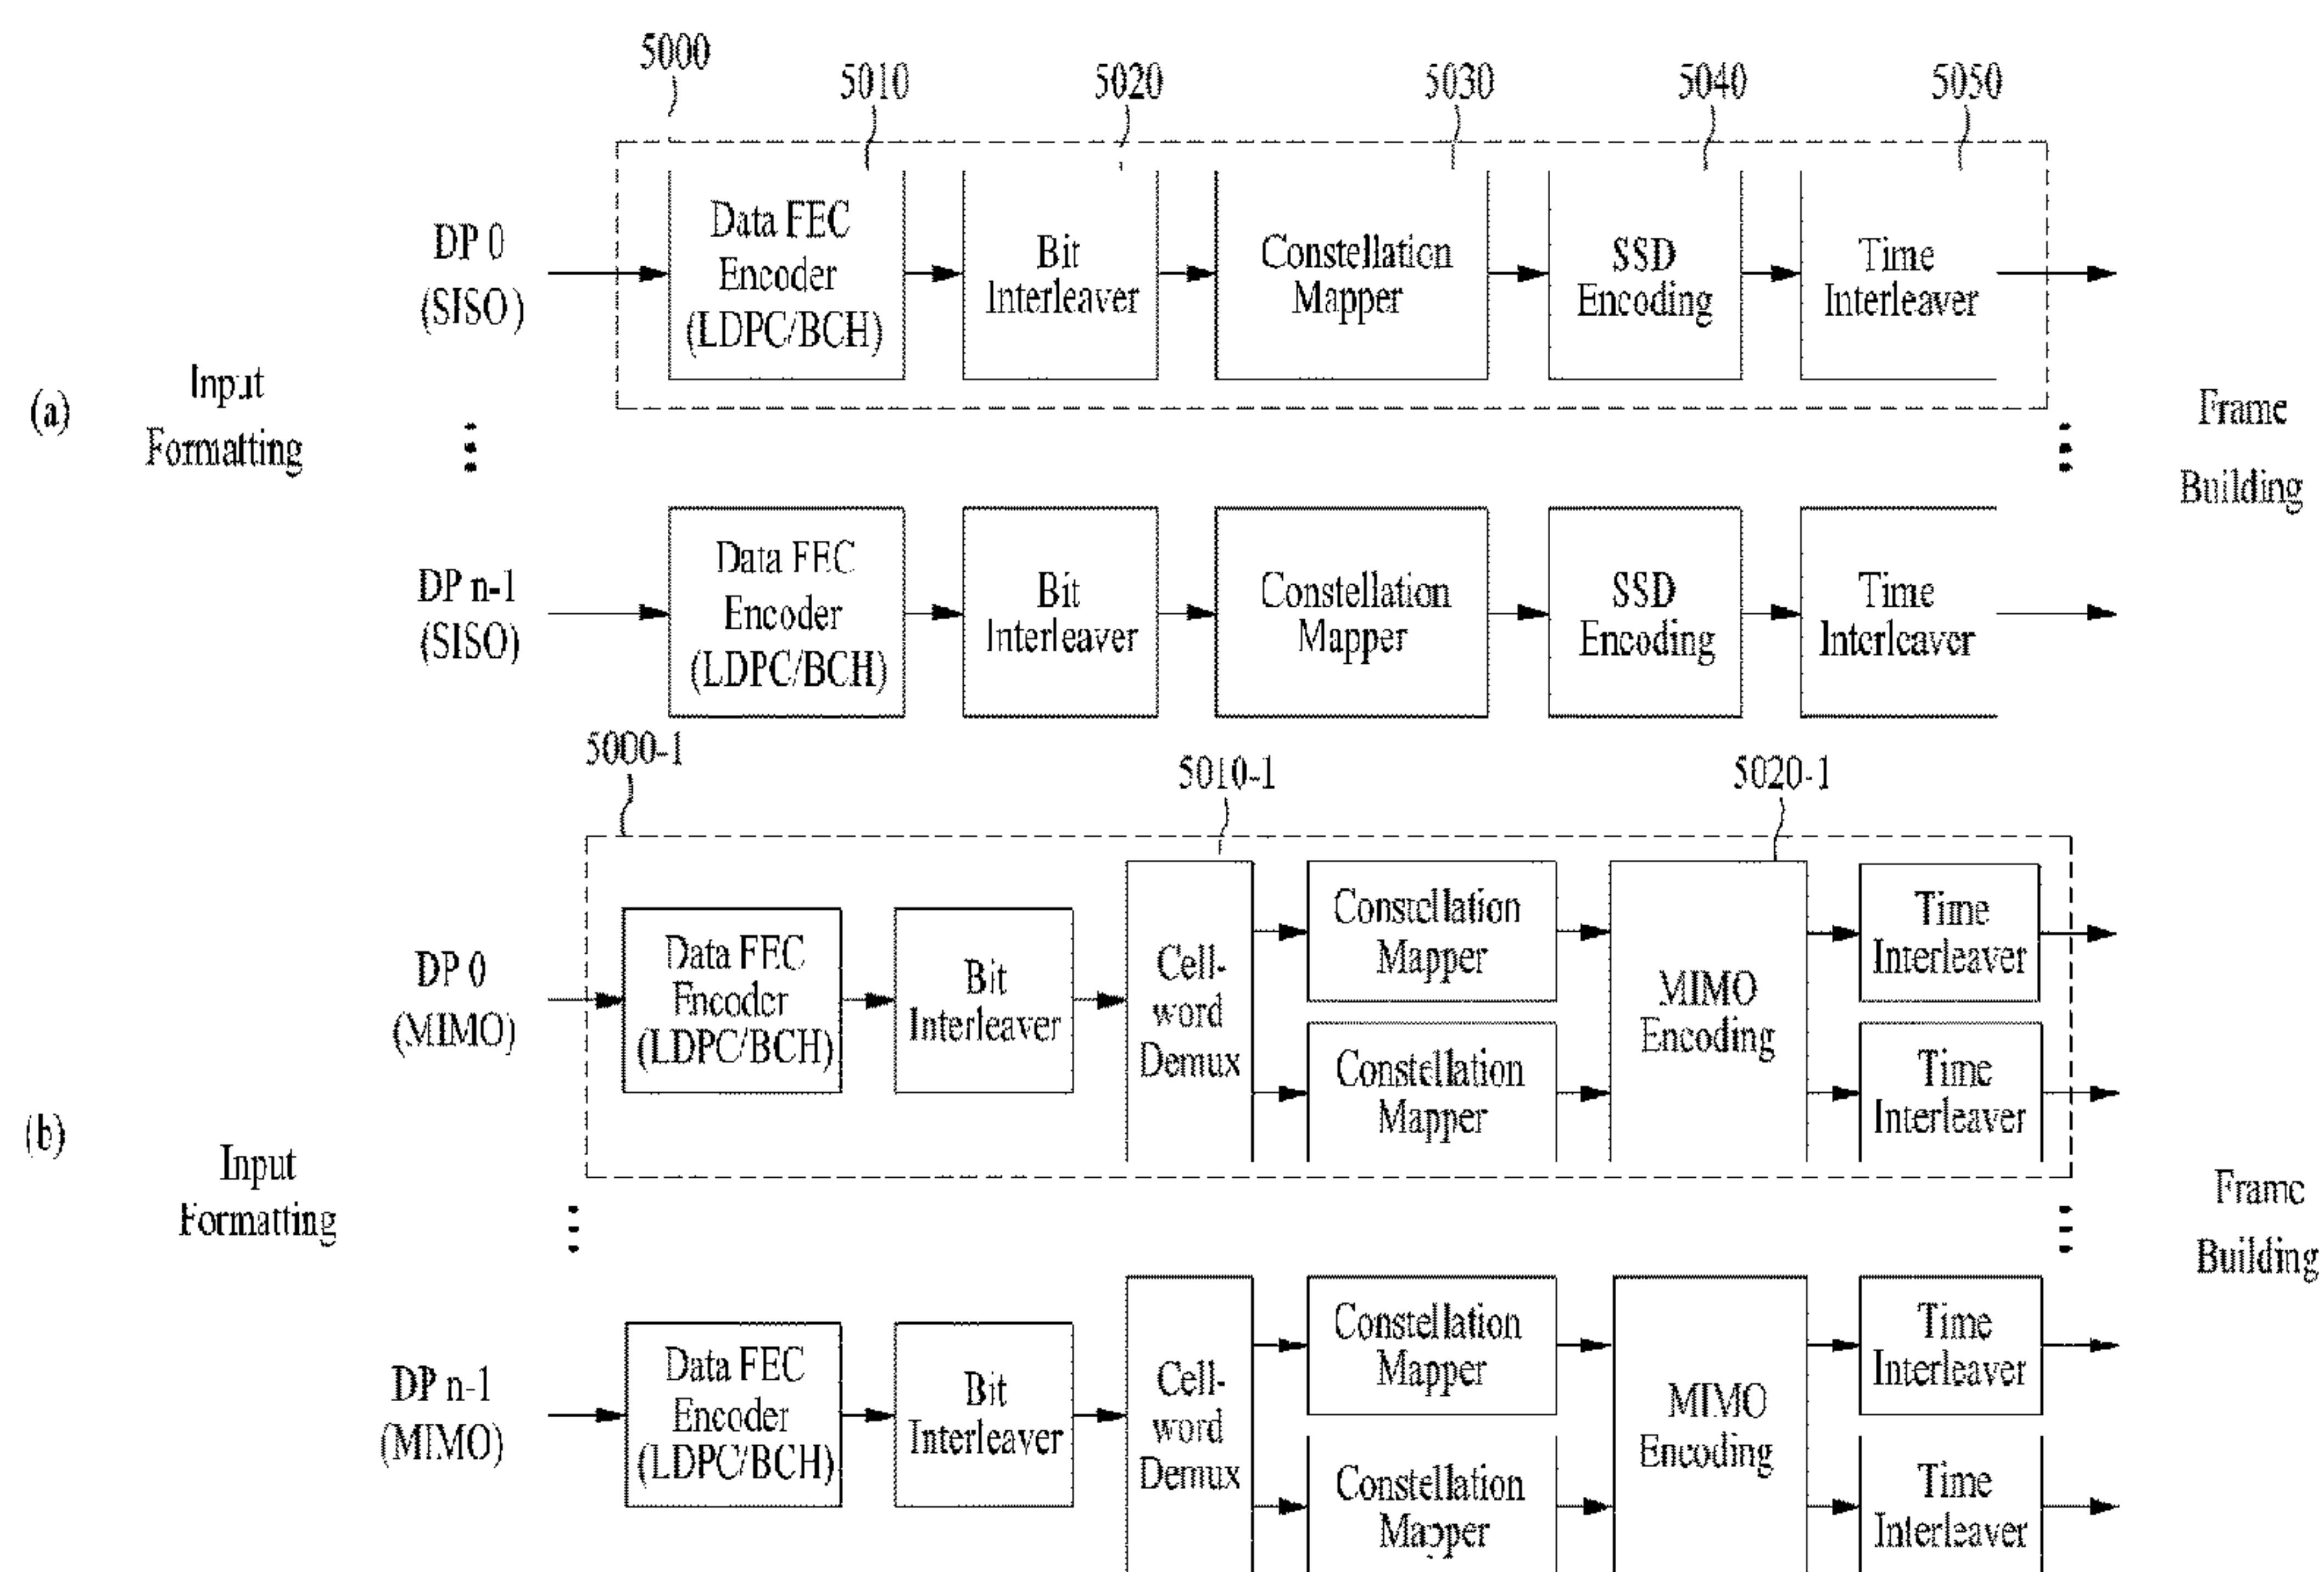 5000
5010
5020
5030
5040
5050
(a)
Input
Formatting
DP 0
(SISO)
Data FEC
Encoder
(LDPC/BCH)
Bit
Interleaver
Constellation
Mapper
SSD
Encoding
Time
Interleaver
DP n-1
(SISO)
Data FEC
Encoder
(LDPC/BCH)
Bit
Interleaver
Constellation
Mapper
SSD
Encoding
Time
Interleaver
Frame
Building
5000-1
5010-1
5020-1
(b)
Input
Formatting
DP 0
(MIMO)
Data FEC
Encoder
(LDPC/BCH)
Bit
Interleaver
Cell-
word
Demux
Constellation
Mapper
Constellation
Mapper
MIMO
Encoding
Time
Interleaver
Time
Interleaver
DP n-1
(MIMO)
Data FEC
Encoder
(LDPC/BCH)
Bit
Interleaver
Cell-
word
Demux
Constellation
Mapper
Constellation
Mapper
MIMO
Encoding
Time
Interleaver
Time
Interleaver
Frame
Building